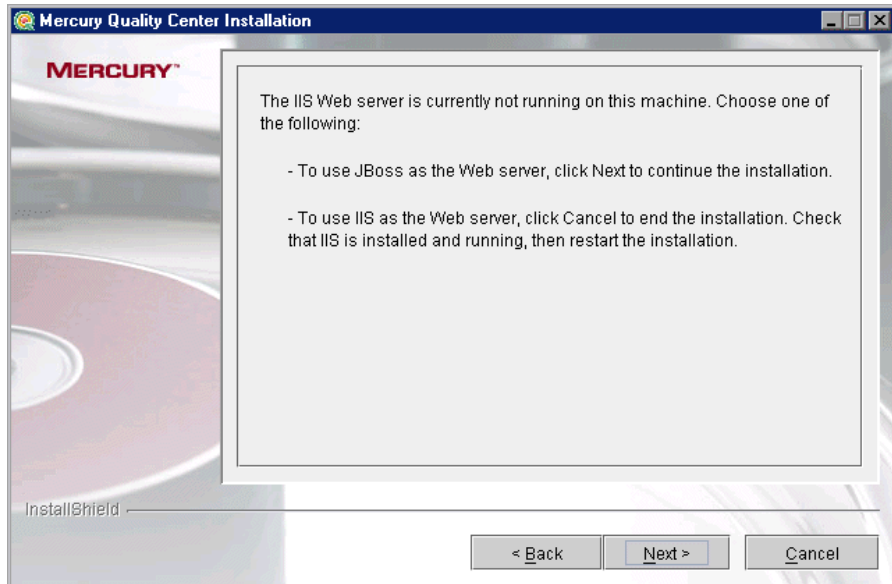 Mercury Quality Center Installation
MERCURY™
The IIS Web server is currently not running on this machine. Choose one of
the following:
- To use JBoss as the Web server, click Next to continue the installation.
- To use IIS as the Web server, click Cancel to end the installation. Check
that IIS is installed and running, then restart the installation.
InstallShield
< Back Next > Cancel